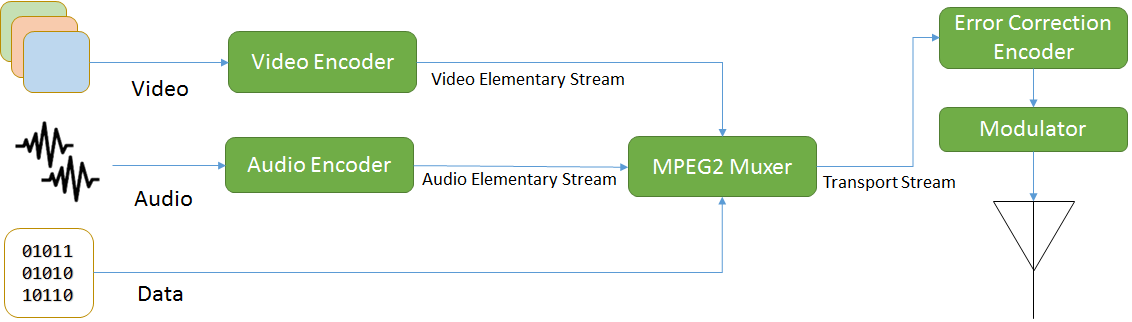 Video
Video Encoder
Video Elementary Stream
Audio
Audio Encoder
Audio Elementary Stream
01011
01010
10110
Data
MPEG2 Muxer
Transport Stream
Error Correction
Encoder
Modulator